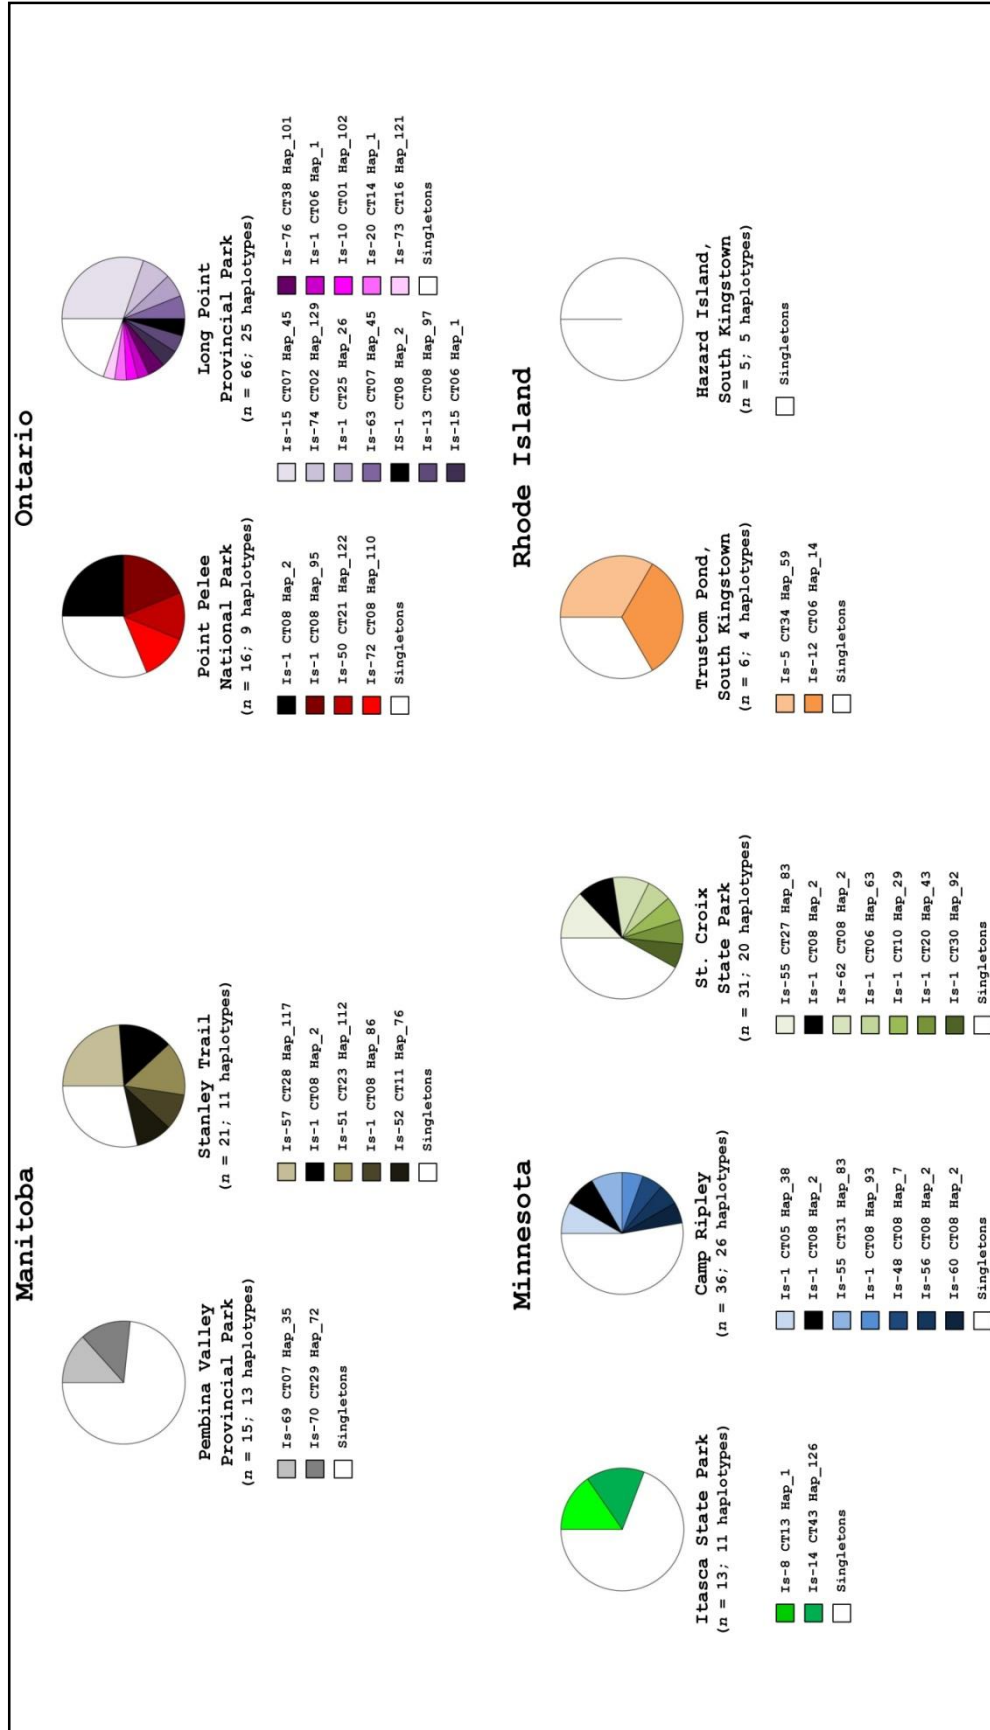 Manitoba
Pembina Valley
Provincial Park
(n = 15; 13 haplotypes)
Is-69 CT07 Hap_35
Is-70 CT29 Hap_72
Singletons
Stanley Trail
(n = 21; 11 haplotypes)
Is-57 CT28 Hap_117
Is-1 CT08 Hap_2
Is-51 CT23 Hap_112
Is-1 CT08 Hap_86
Is-52 CT11 Hap_76
Singletons
Ontario
Point Pelee
National Park
(n = 16; 9 haplotypes)
Is-1 CT08 Hap_2
Is-1 CT08 Hap_95
Is-50 CT21 Hap_122
Is-72 CT08 Hap_110
Singletons
Long Point
Provincial Park
(n = 66; 25 haplotypes)
Is-15 CT07 Hap_45
Is-74 CT02 Hap_129
Is-1 CT25 Hap_26
Is-63 CT07 Hap_45
IS-1 CT08 Hap_2
Is-13 CT08 Hap_97
Is-15 CT06 Hap_1
Is-76 CT38 Hap_101
Is-1 CT06 Hap_1
Is-10 CT01 Hap_102
Is-20 CT14 Hap_1
Is-73 CT16 Hap_121
Singletons
Minnesota
Itasca State Park
(n = 13; 11 haplotypes)
Is-8 CT13 Hap_1
Is-14 CT43 Hap_126
Singletons
Camp Ripley
(n = 36; 26 haplotypes)
Is-1 CT05 Hap_38
Is-1 CT08 Hap_2
Is-55 CT31 Hap_83
Is-1 CT08 Hap_93
Is-48 CT08 Hap_7
Is-56 CT08 Hap_2
Is-60 CT08 Hap_2
Singletons
St. Croix
State Park
(n = 31; 20 haplotypes)
Is-55 CT27 Hap_83
Is-1 CT08 Hap_2
Is-62 CT08 Hap_2
Is-1 CT06 Hap_63
Is-1 CT10 Hap_29
Is-1 CT20 Hap_43
Is-1 CT30 Hap_92
Singletons
Rhode Island
Trustom Pond,
South Kingstown
(n = 6; 4 haplotypes)
Is-5 CT34 Hap_59
Is-12 CT06 Hap_14
Singletons
Hazard Island,
South Kingstown
(n = 5; 5 haplotypes)
Singletons